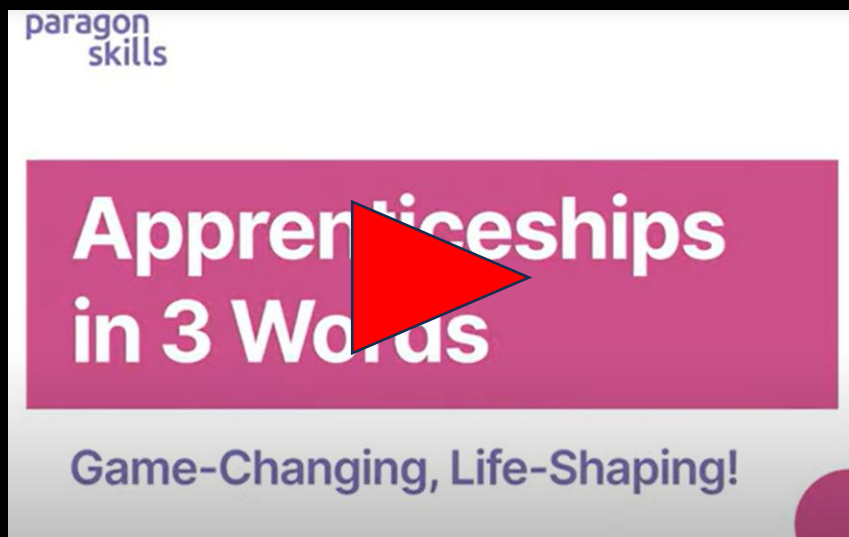 paragon
skills
Apprenticeships
in 3 Words
Game-Changing, Life-Shaping!